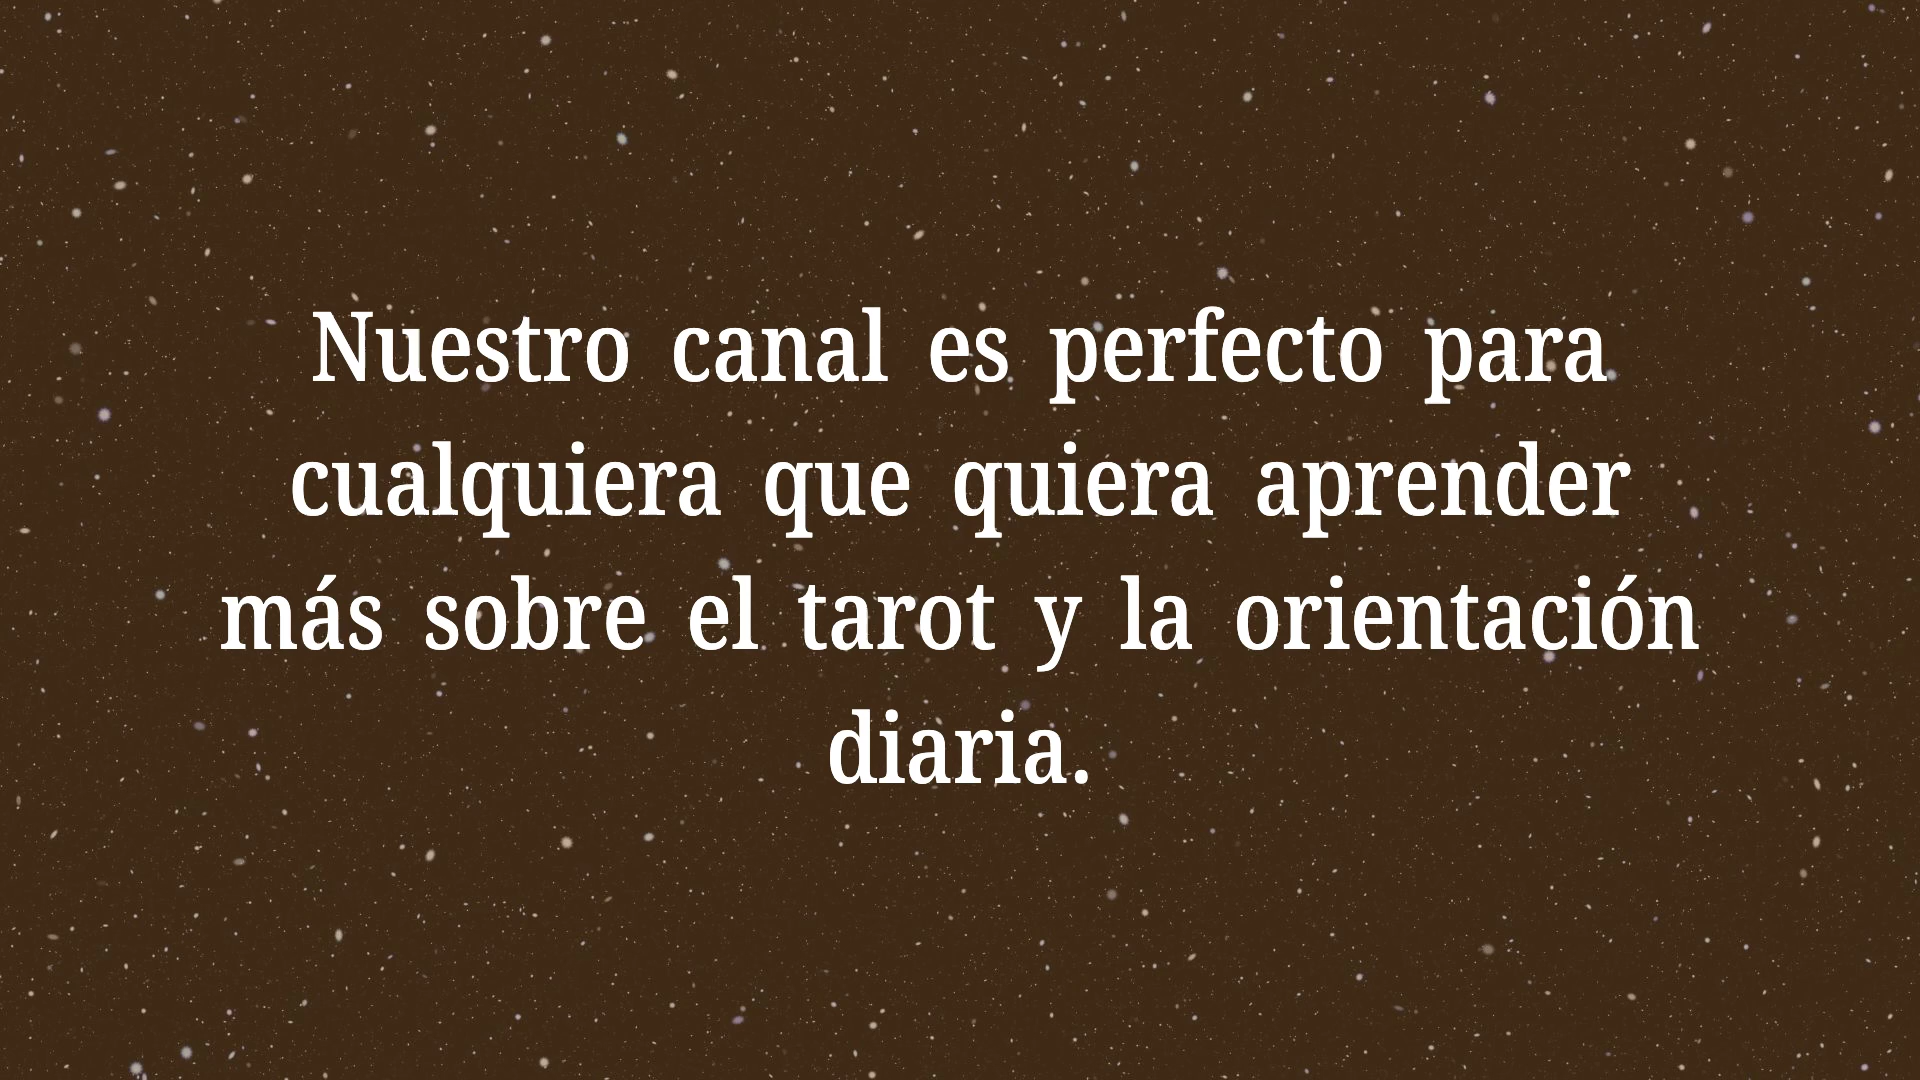 Nuestro canal es perfecto para
cualquiera que quiera aprender
más sobre el tarot y la orientación
diaria.